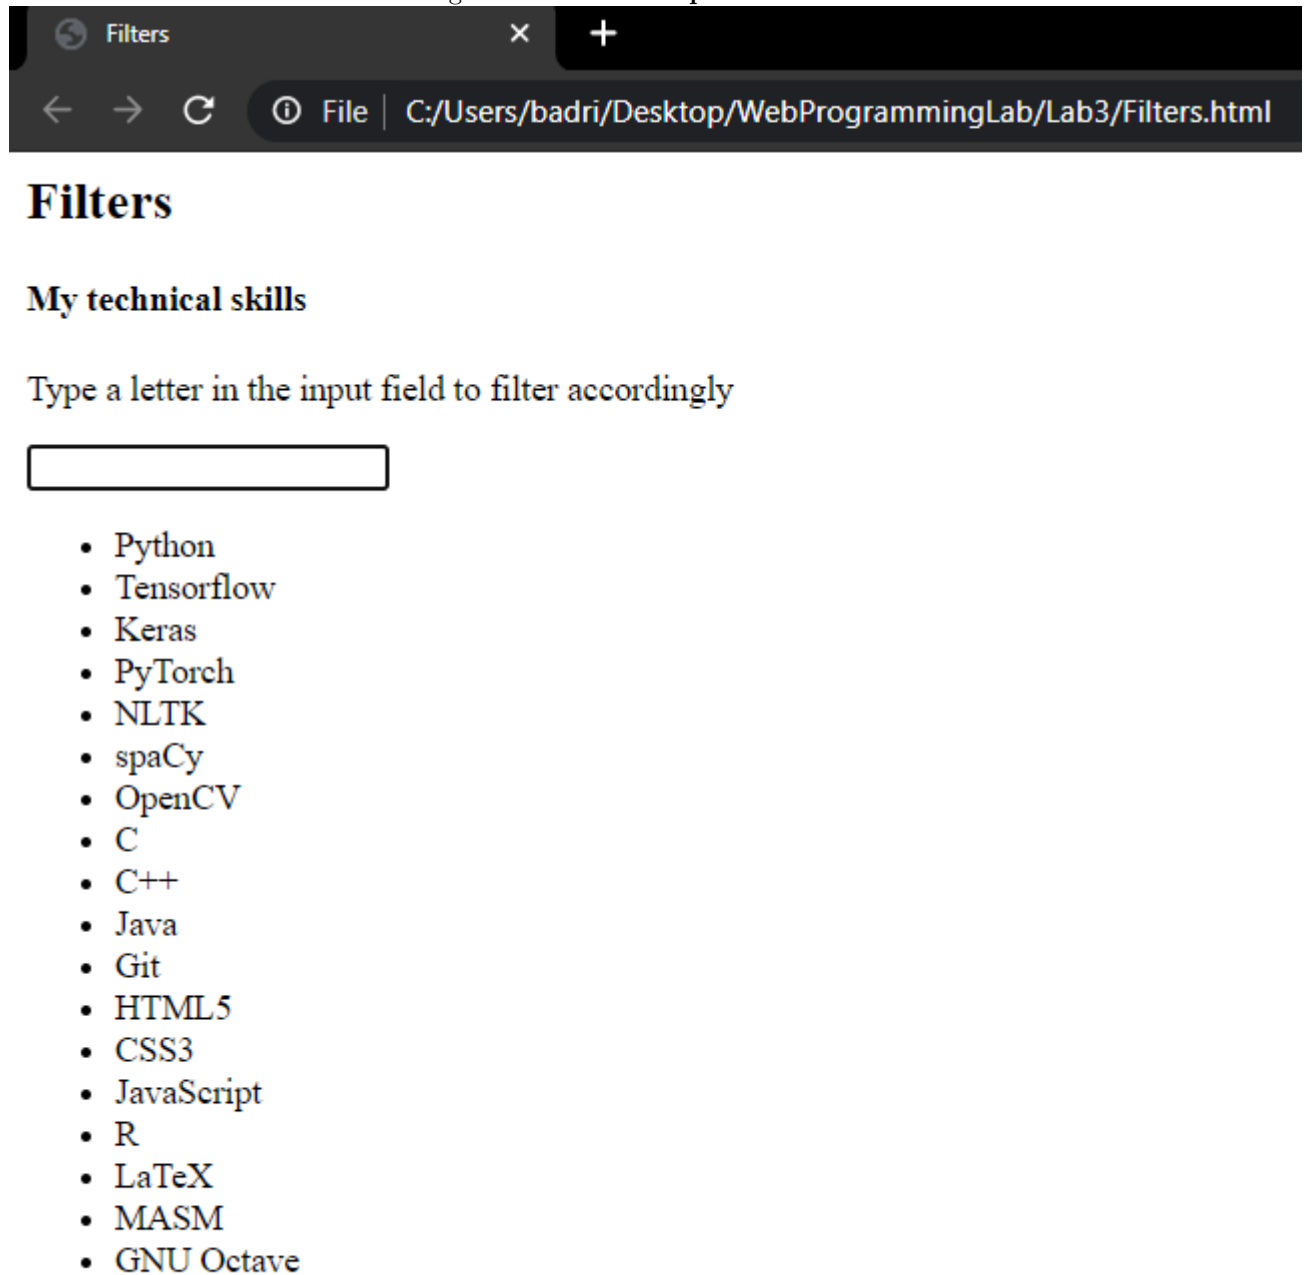 Filters
File C:/Users/badri/Desktop/WebProgrammingLab/Lab3/Filters.html
Filters
My technical skills
Type a letter in the input field to filter accordingly
Python
Tensorflow
Keras
PyTorch
NLTK
spaCy
OpenCV
C
C++
Java
Git
HTML5
CSS3
JavaScript
R
LaTeX
MASM
GNU Octave